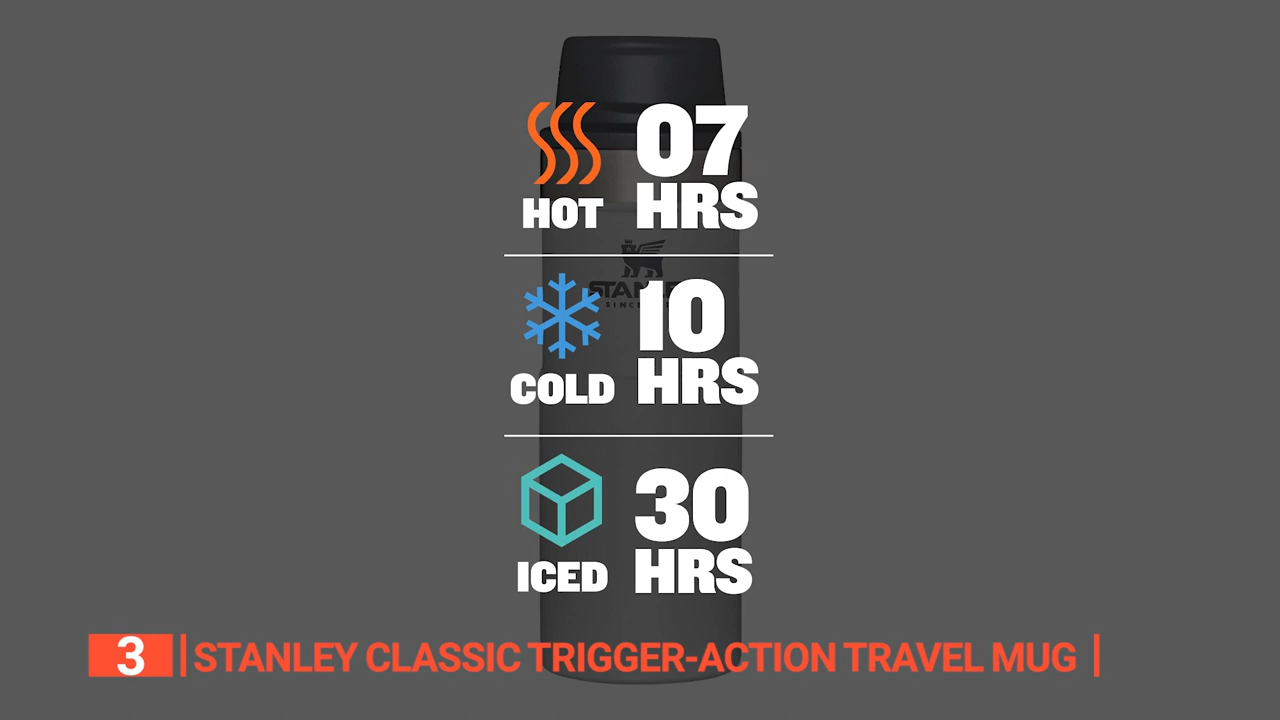 07
HRS
HOT
10
HRS
COLD
30
HRS
ICED
3 STANLEY CLASSIC TRIGGER-ACTION TRAVEL MUG